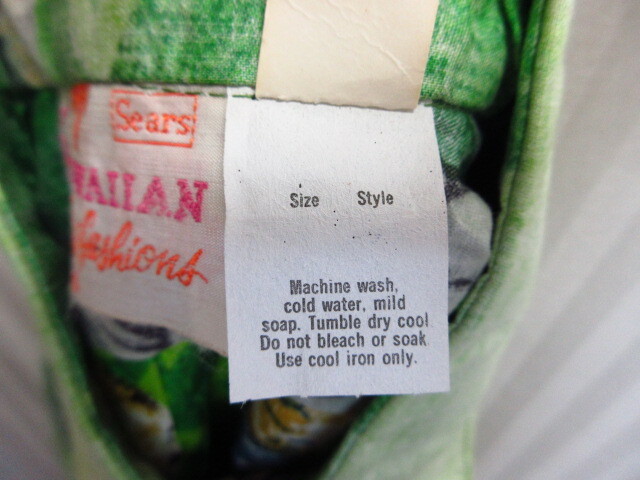 Sears
WAIIAN
fashions
Size Style
Machine wash,
cold water, mild
soap. Tumble dry cool
Do not bleach or soak
Use cool iron only.